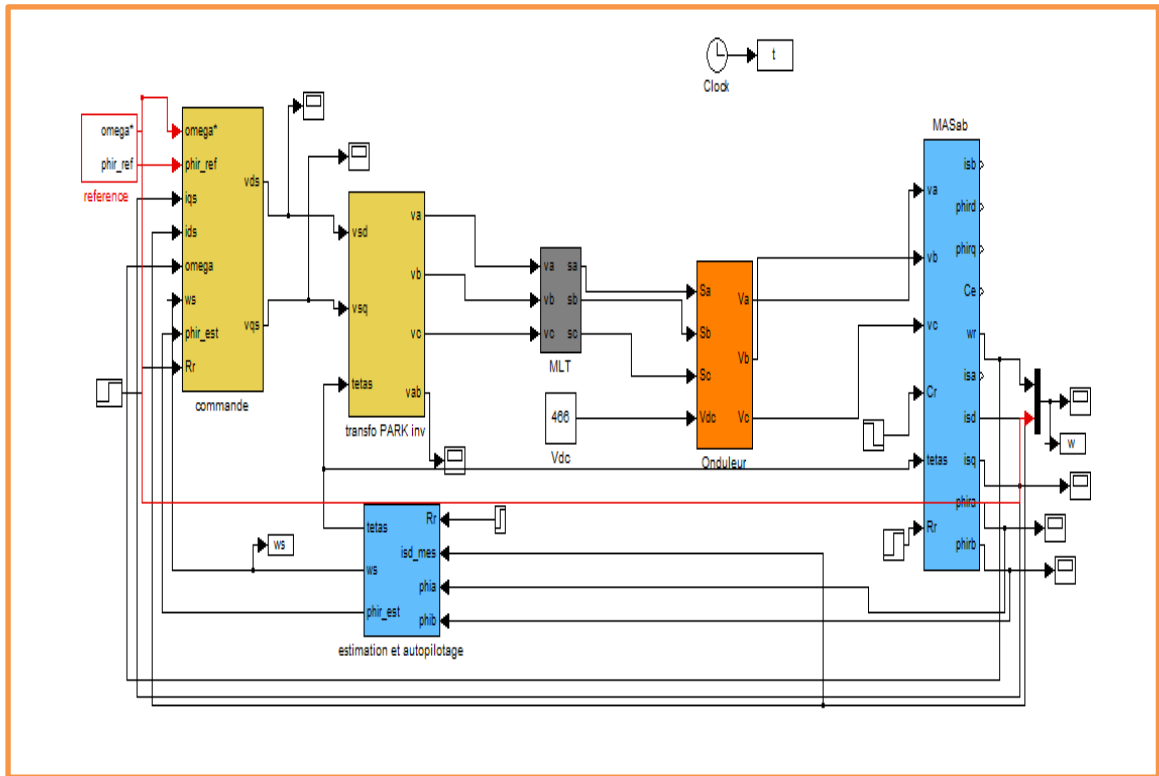 omega*
phir_ref
reference
omega*
phir_ref
iqs
ids
omega
ws
phir_est
Rr
vds
vqs
commande
vsd
vsq
tetas
va
vb
vc
vab
transfo PARK inv
va
vb
vc
sa
sb
sc
MLT
466
Vdc
Sa
Sb
Sc
Vdc
Va
Vb
Vc
Onduleur
Clock
t
MASab
va
vb
vc
Cr
tetas
Rr
isb
phird
phirq
Ce
wr
isa
isd
isq
phira
phirb
w
ws
tetas
ws
phir_est
Rr
isd_mes
phia
phib
estimation et autopilotage